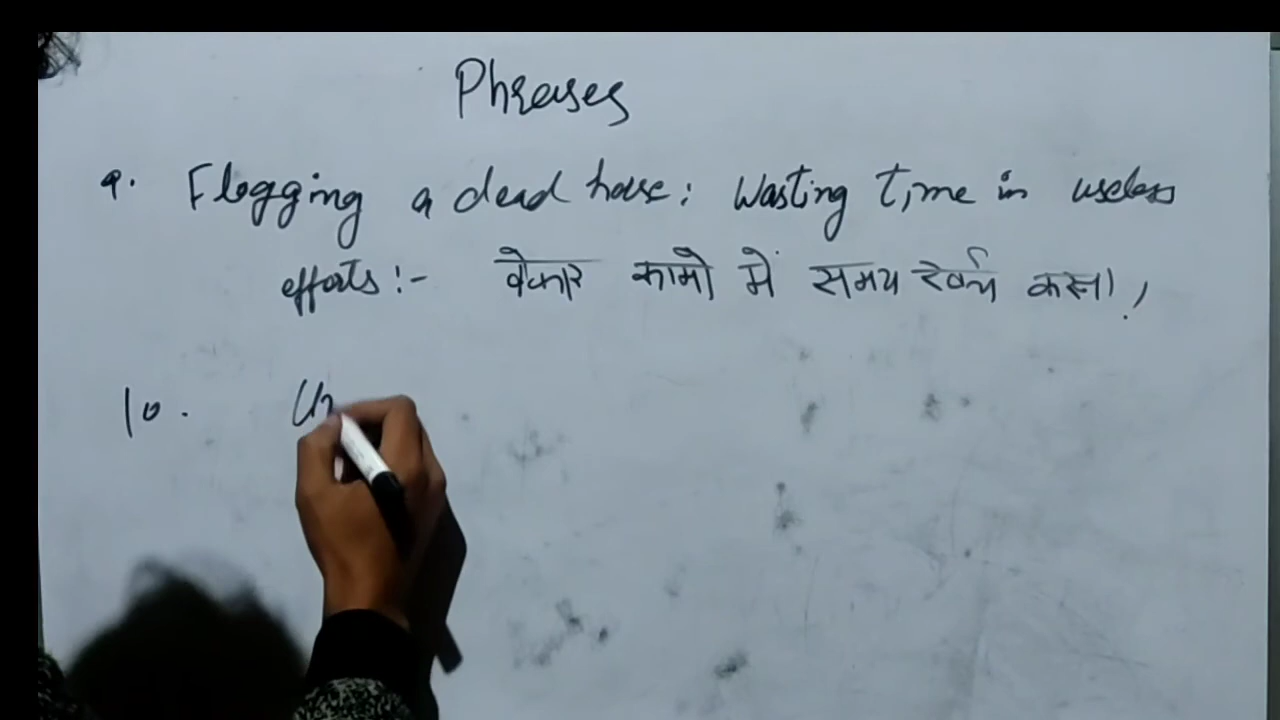 Phrases
9. Flogging a dead horse: Wasting time in useless
efforts:- बेकार कामो में समय खर्च करना।
10.